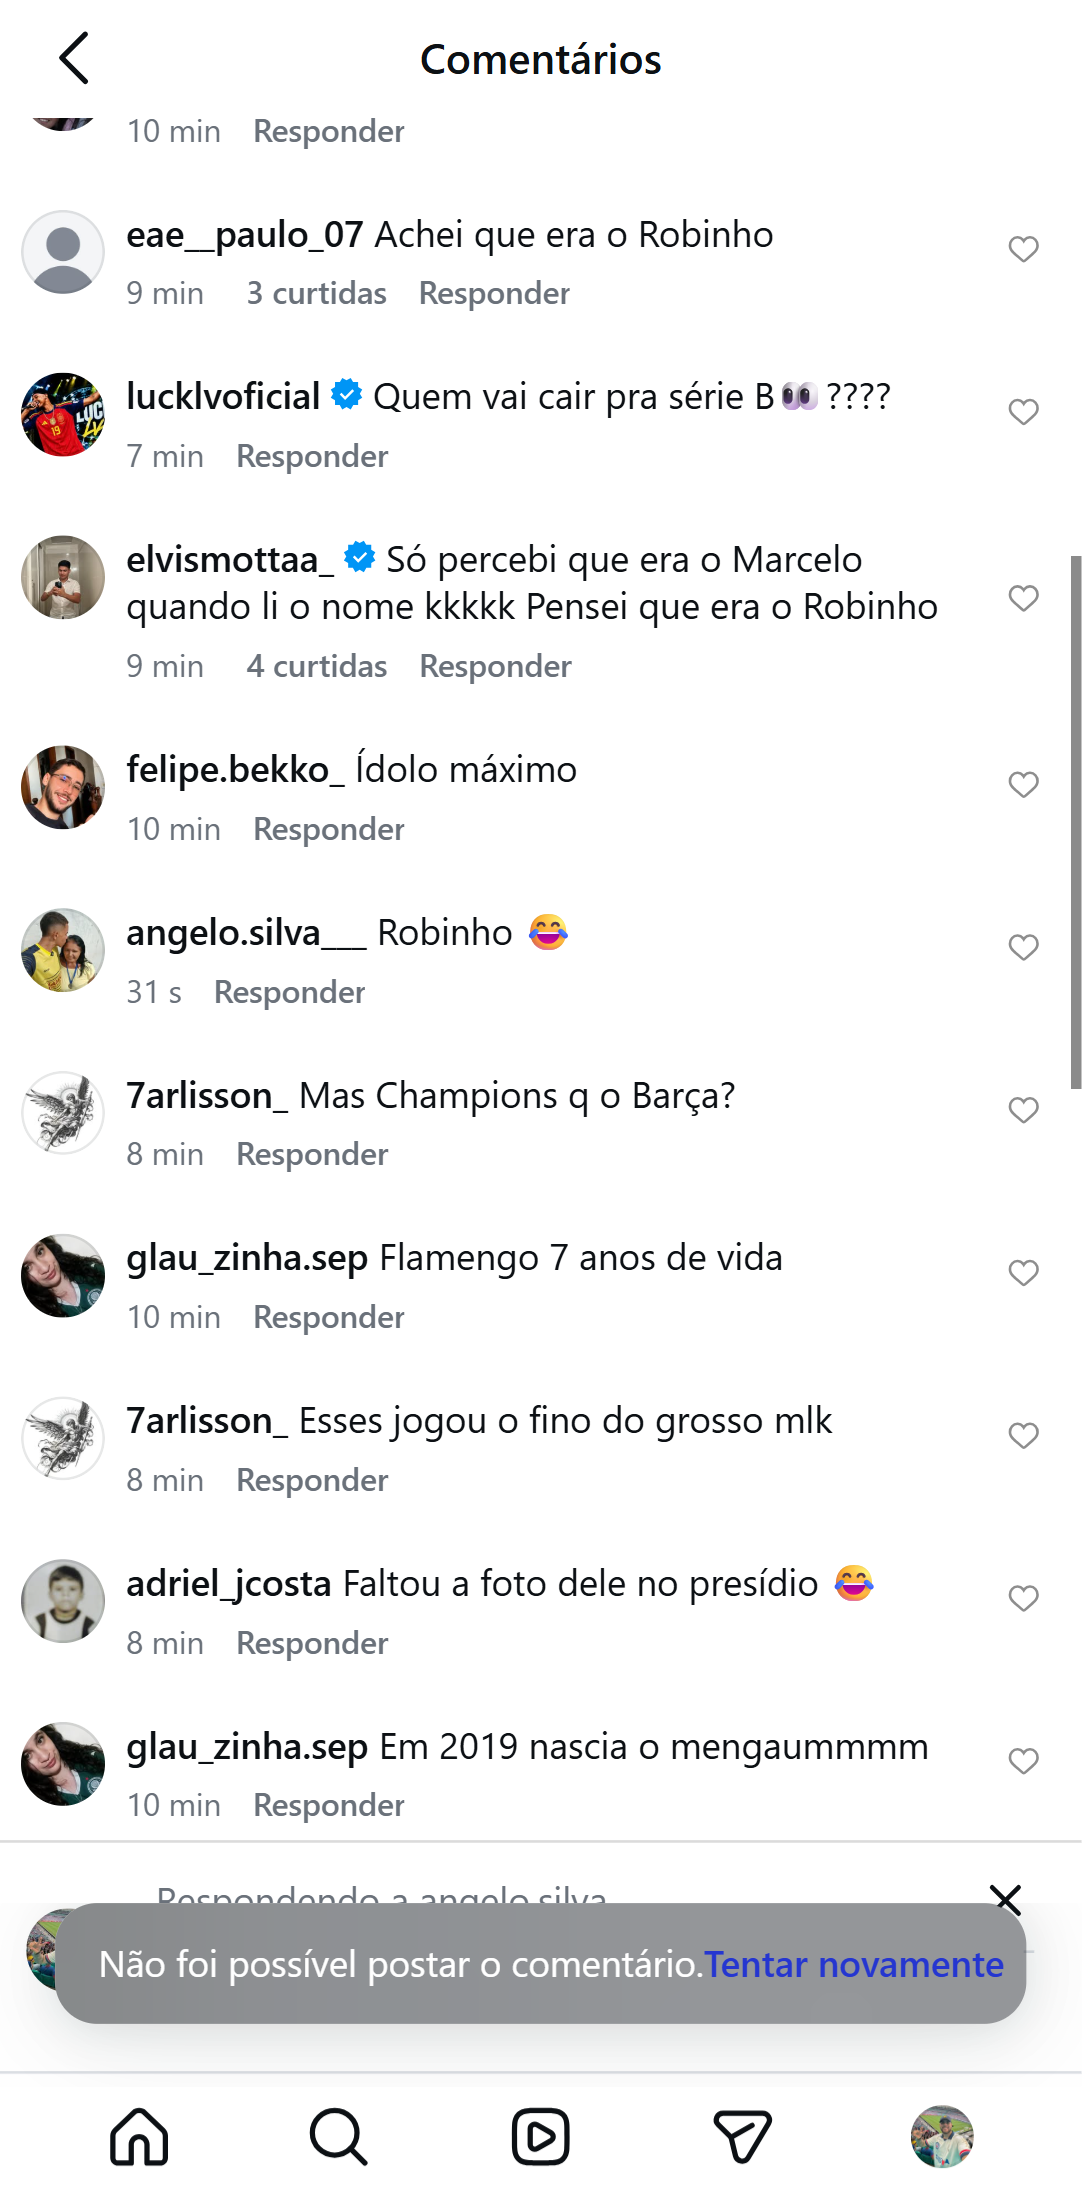 Comentários
10 min Responder
eae__paulo_07 Achei que era o Robinho
9 min 3 curtidas Responder
lucklvoficial Quem vai cair pra série B👀????
7 min Responder
elvismottaa_ Só percebi que era o Marcelo
quando li o nome kkkkk Pensei que era o Robinho
9 min 4 curtidas Responder
felipe.bekko_ Ídolo máximo
10 min Responder
angelo.silva___ Robinho 😂
31 s Responder
7arlisson_ Mas Champions q o Barça?
8 min Responder
glau_zinha.sep Flamengo 7 anos de vida
10 min Responder
7arlisson_ Esses jogou o fino do grosso mlk
8 min Responder
adriel_jcosta Faltou a foto dele no presídio 😂
8 min Responder
glau_zinha.sep Em 2019 nascia o mengaummmm
10 min Responder
Respondendo a angelo.silva
Não foi possível postar o comentário.Tentar novamente